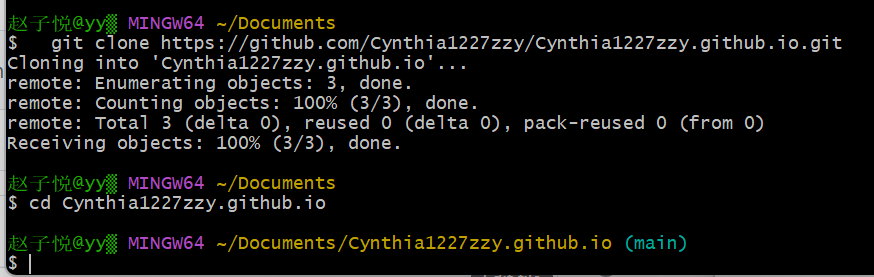 赵子悦@yy▒ MINGW64 ~/Documents
$   git clone https://github.com/Cynthia1227zzy/Cynthia1227zzy.github.io.git
Cloning into 'Cynthia1227zzy.github.io'...
remote: Enumerating objects: 3, done.
remote: Counting objects: 100% (3/3), done.
remote: Total 3 (delta 0), reused 0 (delta 0), pack-reused 0 (from 0)
Receiving objects: 100% (3/3), done.
赵子悦@yy▒ MINGW64 ~/Documents
$ cd Cynthia1227zzy.github.io
赵子悦@yy▒ MINGW64 ~/Documents/Cynthia1227zzy.github.io (main)
$